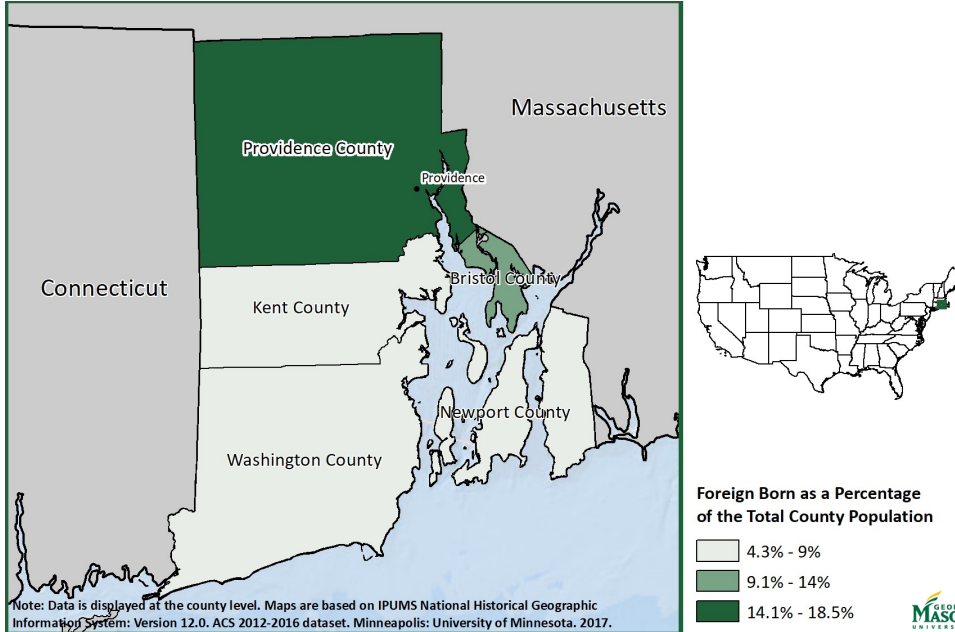 Massachusetts
Providence County
Providence
Connecticut
Bristol County
Kent County
Newport County
Washington County
Foreign Born as a Percentage
of the Total County Population
4.3% - 9%
9.1% - 14%
14.1% - 18.5%
Note: Data is displayed at the county level. Maps are based on IPUMS National Historical Geographic
Information System: Version 12.0. ACS 2012-2016 dataset. Minneapolis: University of Minnesota. 2017.